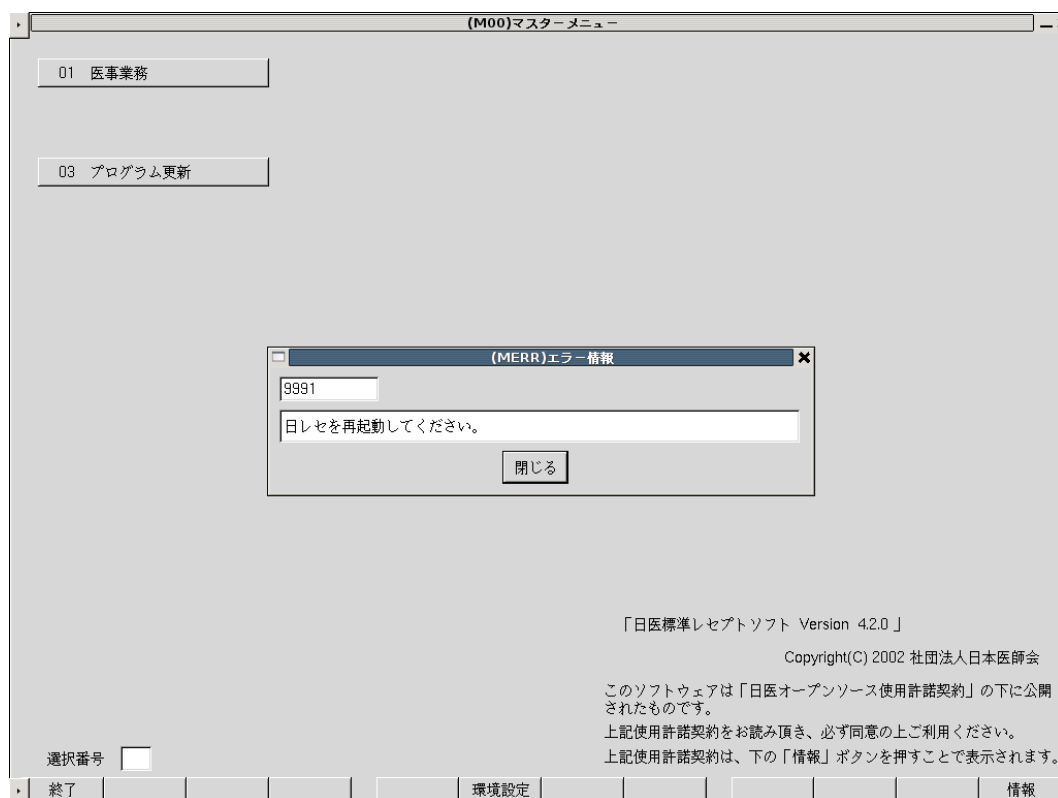 (M00)マスターメニュー
01 医事業務
03 プログラム更新
(MERR)エラー情報
9991
日レセを再起動してください。
閉じる
「日医標準レセプトソフト Version 4.2.0 」
Copyright(C) 2002 社団法人日本医師会
このソフトウェアは「日医オープンソース使用許諾契約」の下に公開
されたものです。
上記使用許諾契約をお読み頂き、必ず同意の上ご利用ください。
上記使用許諾契約は、下の「情報」ボタンを押すことで表示されます。
選択番号
終了 環境設定 情報